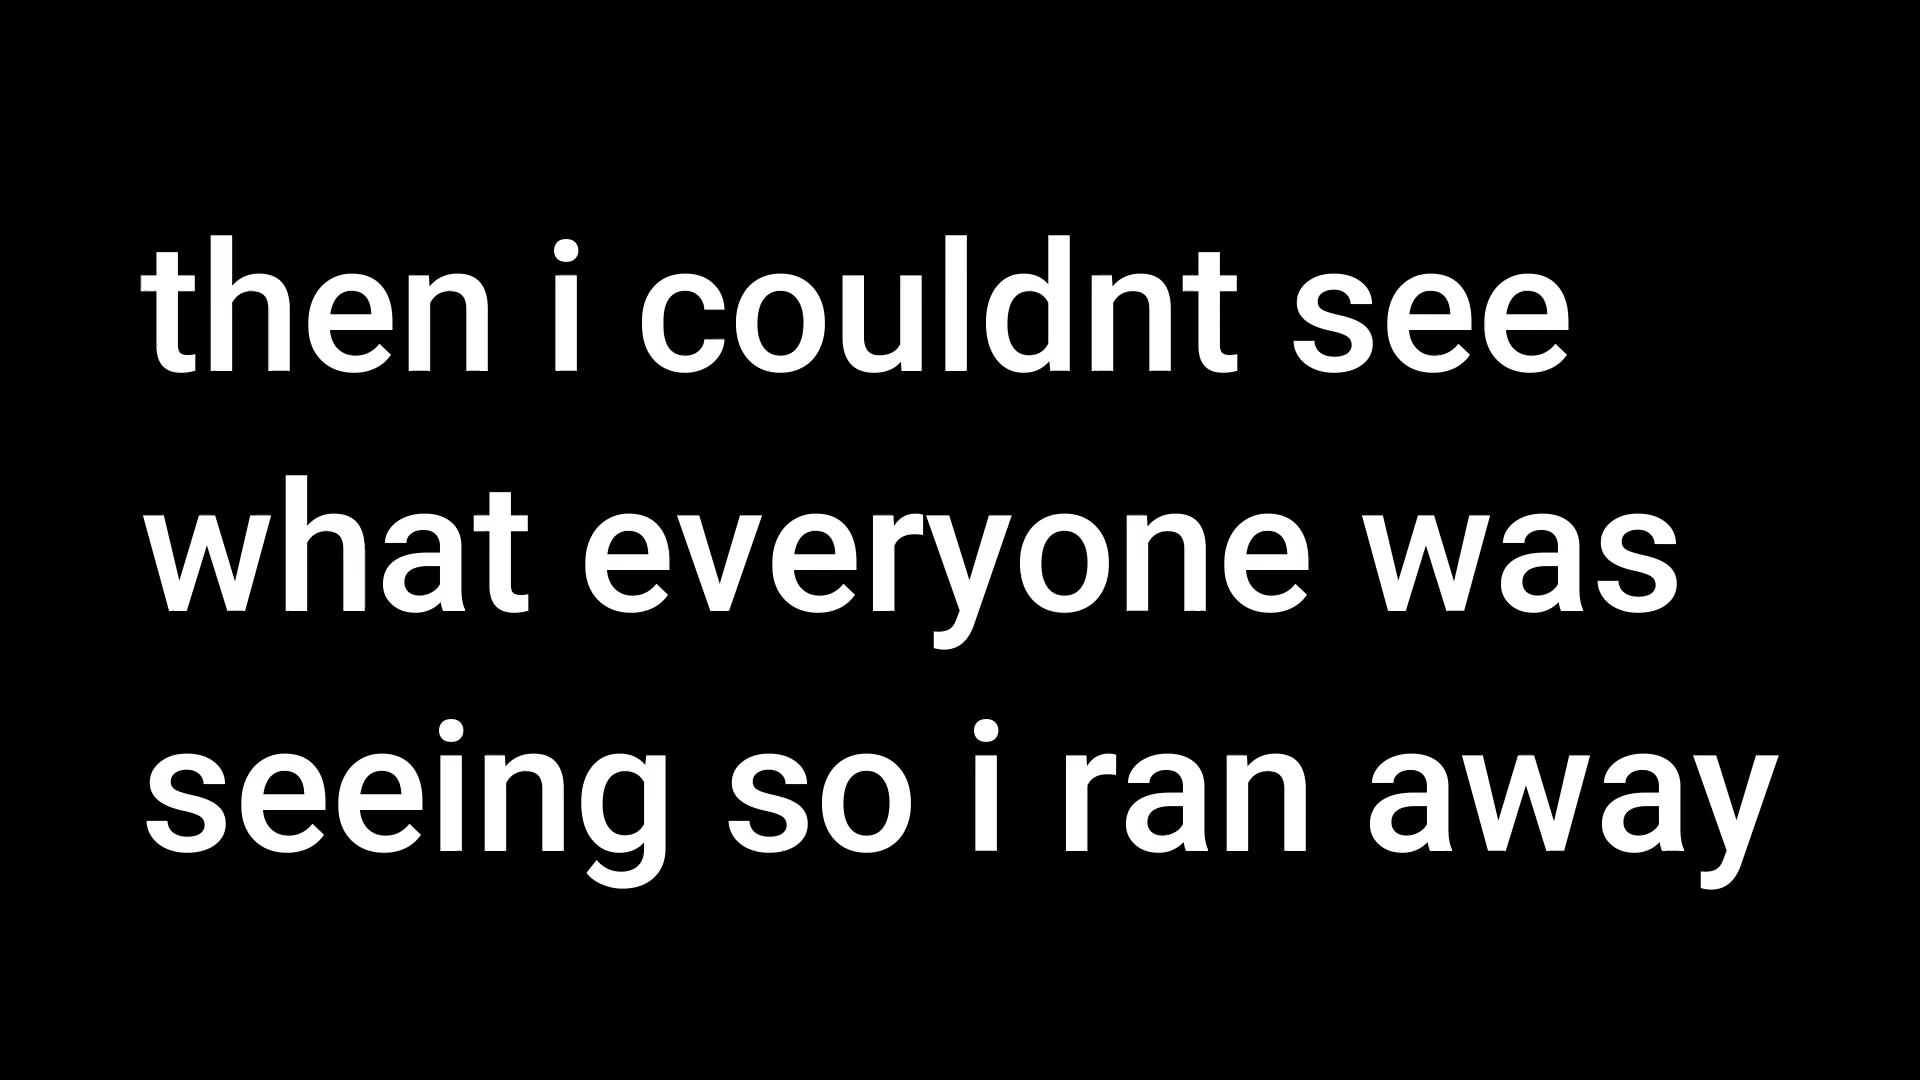 then i couldnt see
what everyone was
seeing so i ran away